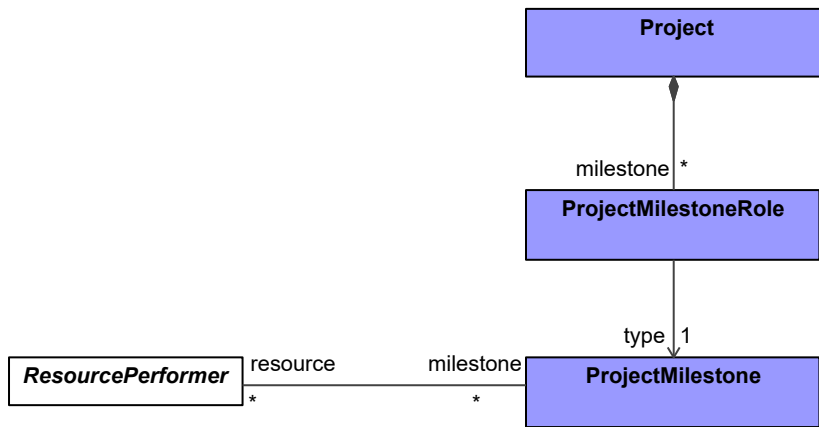 Project
milestone *
ProjectMilestoneRole
type 1
resource milestone
ResourcePerformer
ProjectMilestone
* *